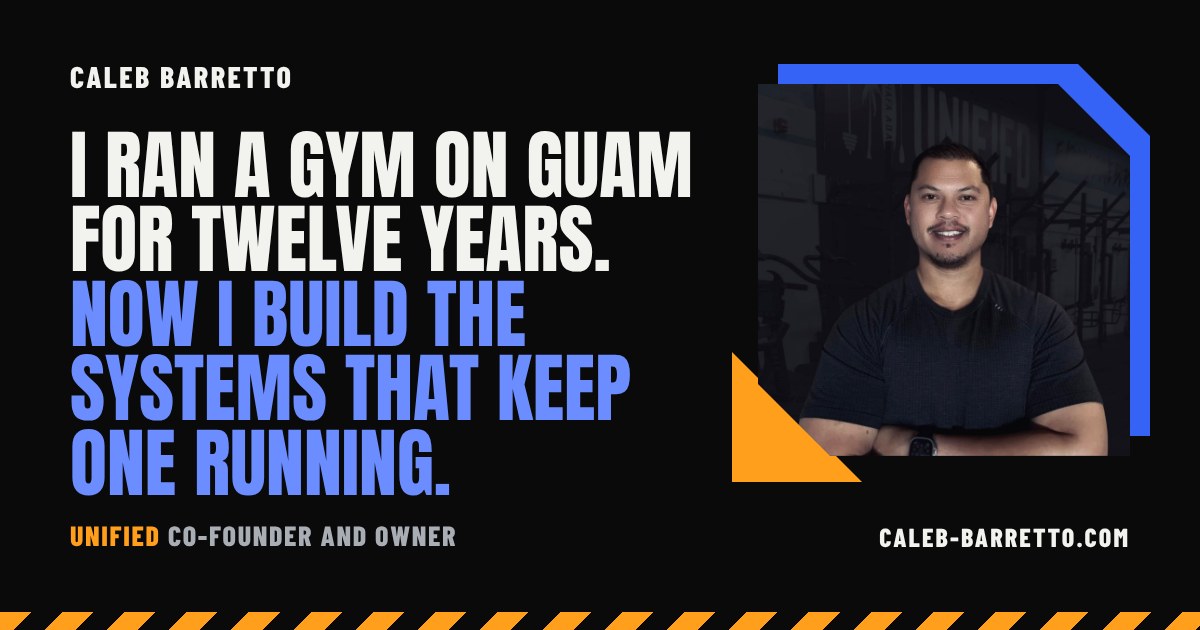 CALEB BARRETTO
I RAN A GYM ON GUAM
FOR TWELVE YEARS.
NOW I BUILD THE
SYSTEMS THAT KEEP
ONE RUNNING.
UNIFIED CO-FOUNDER AND OWNER
UNIFIED
CALEB-BARRETTO.COM